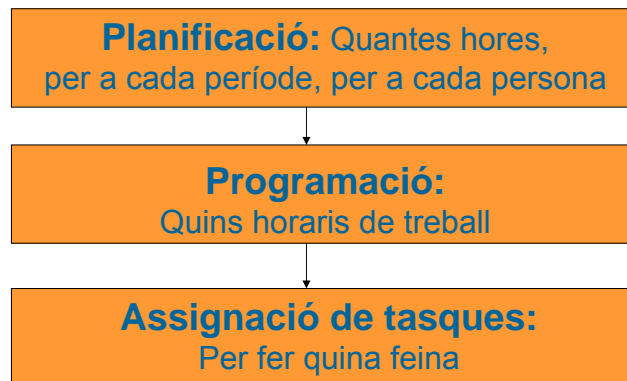 Planificació: Quantes hores,
per a cada període, per a cada persona
Programació:
Quins horaris de treball
Assignació de tasques:
Per fer quina feina